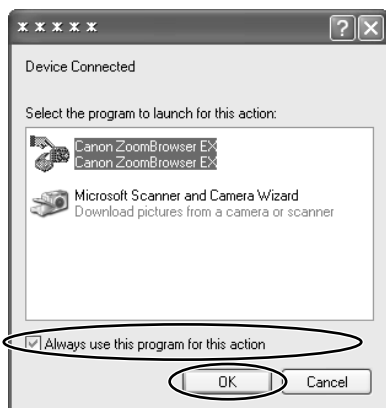 * * * * *
Device Connected
Select the program to launch for this action:
Canon ZoomBrowser EX
Canon ZoomBrowser EX
Microsoft Scanner and Camera Wizard
Download pictures from a camera or scanner
Always use this program for this action
OK
Cancel